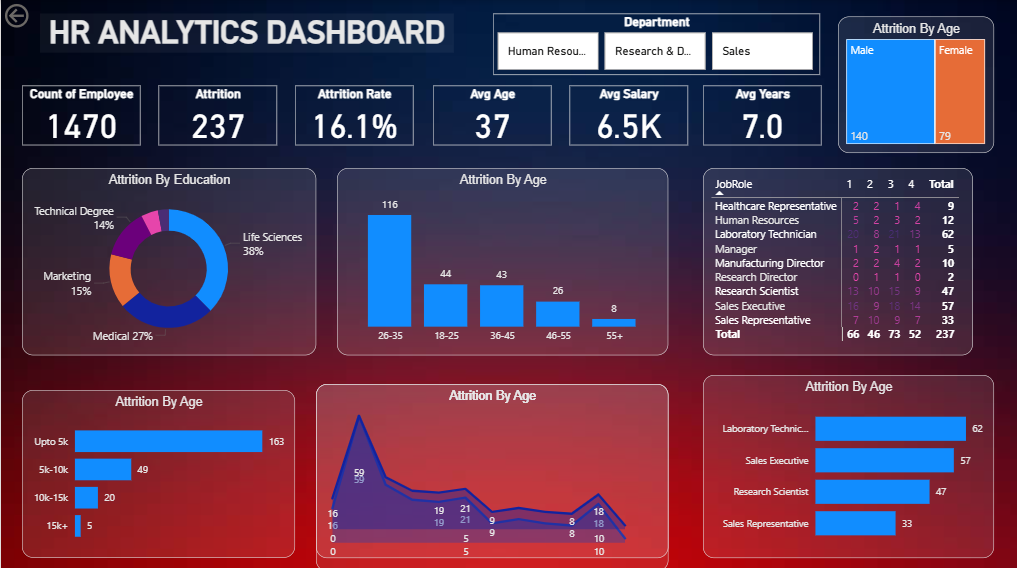 HR ANALYTICS DASHBOARD
Department
Human Resou...
Research & D...
Sales
Attrition By Age
Male
Female
140
79
Count of Employee
1470
Attrition
237
Attrition Rate
16.1%
Avg Age
37
Avg Salary
6.5K
Avg Years
7.0
Attrition By Education
Technical Degree
14%
Life Sciences
38%
Marketing
15%
Medical 27%
Attrition By Age
116
44
43
26
8
26-35
18-25
36-45
46-55
55+
JobRole 1 2 3 4 Total
Healthcare Representative 2 2 1 4 9
Human Resources 5 2 3 2 12
Laboratory Technician 8 13 62
Manager 1 2 1 1 5
Manufacturing Director 2 2 4 2 10
Research Director 0 1 1 0 2
Research Scientist 13 10 15 9 47
Sales Executive 16 9 14 57
Sales Representative 7 10 9 7 33
Total 66 46 73 52 237
Attrition By Age
Upto 5k 163
5k-10k 49
10k-15k 20
15k+ 5
Attrition By Age
59
59
16
16
19
19
21
21
9
9
8
8
18
18
0
5
10
0
5
10
Attrition By Age
Laboratory Technic... 62
Sales Executive 57
Research Scientist 47
Sales Representative 33